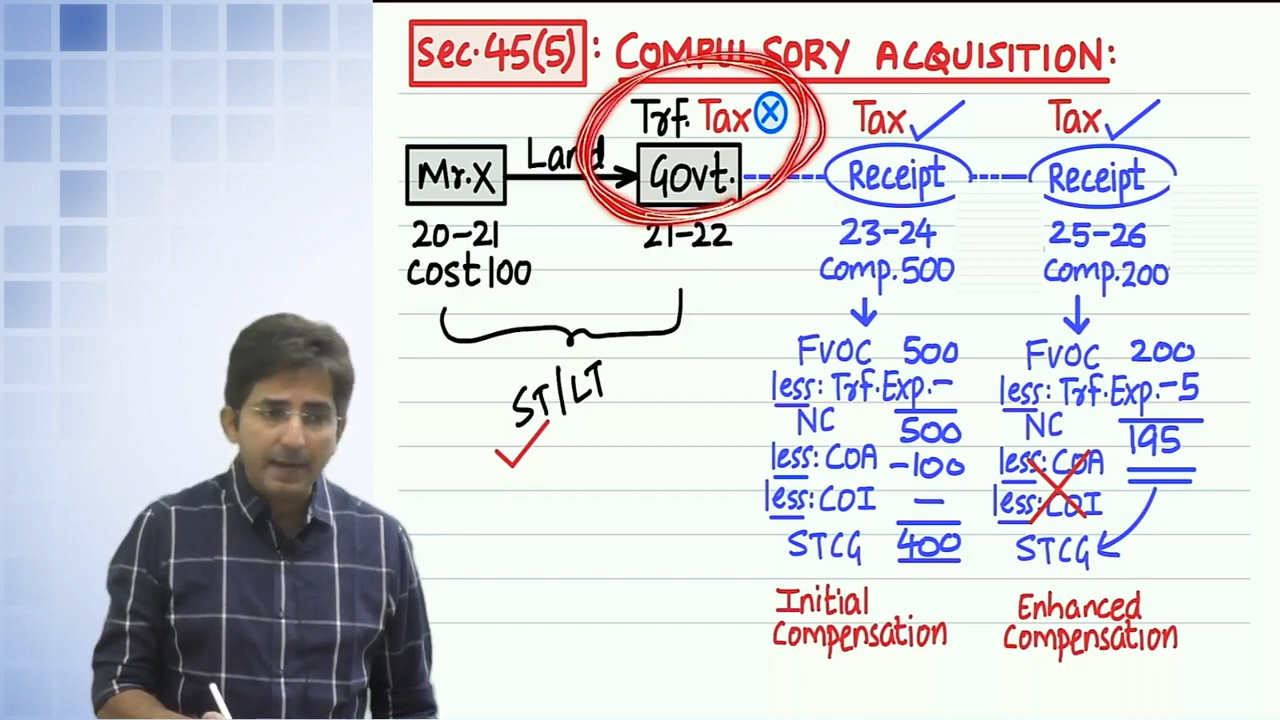 Sec.45(5) : COMPULSORY ACQUISITION:
Trf. Tax X
Tax
Tax
Mr.X
Land
Govt.
Receipt
Receipt
20-21
21-22
23-24
25-26
Cost 100
Comp. 500
Comp. 200
ST/LT
FVOC 500
less: Trf. Exp. -
NC 500
less: COA -100
less: COI -
STCG 400
Initial
Compensation
FVOC 200
less: Trf. Exp. -5
NC 195
less: COA
less: COI
STCG
Enhanced
Compensation